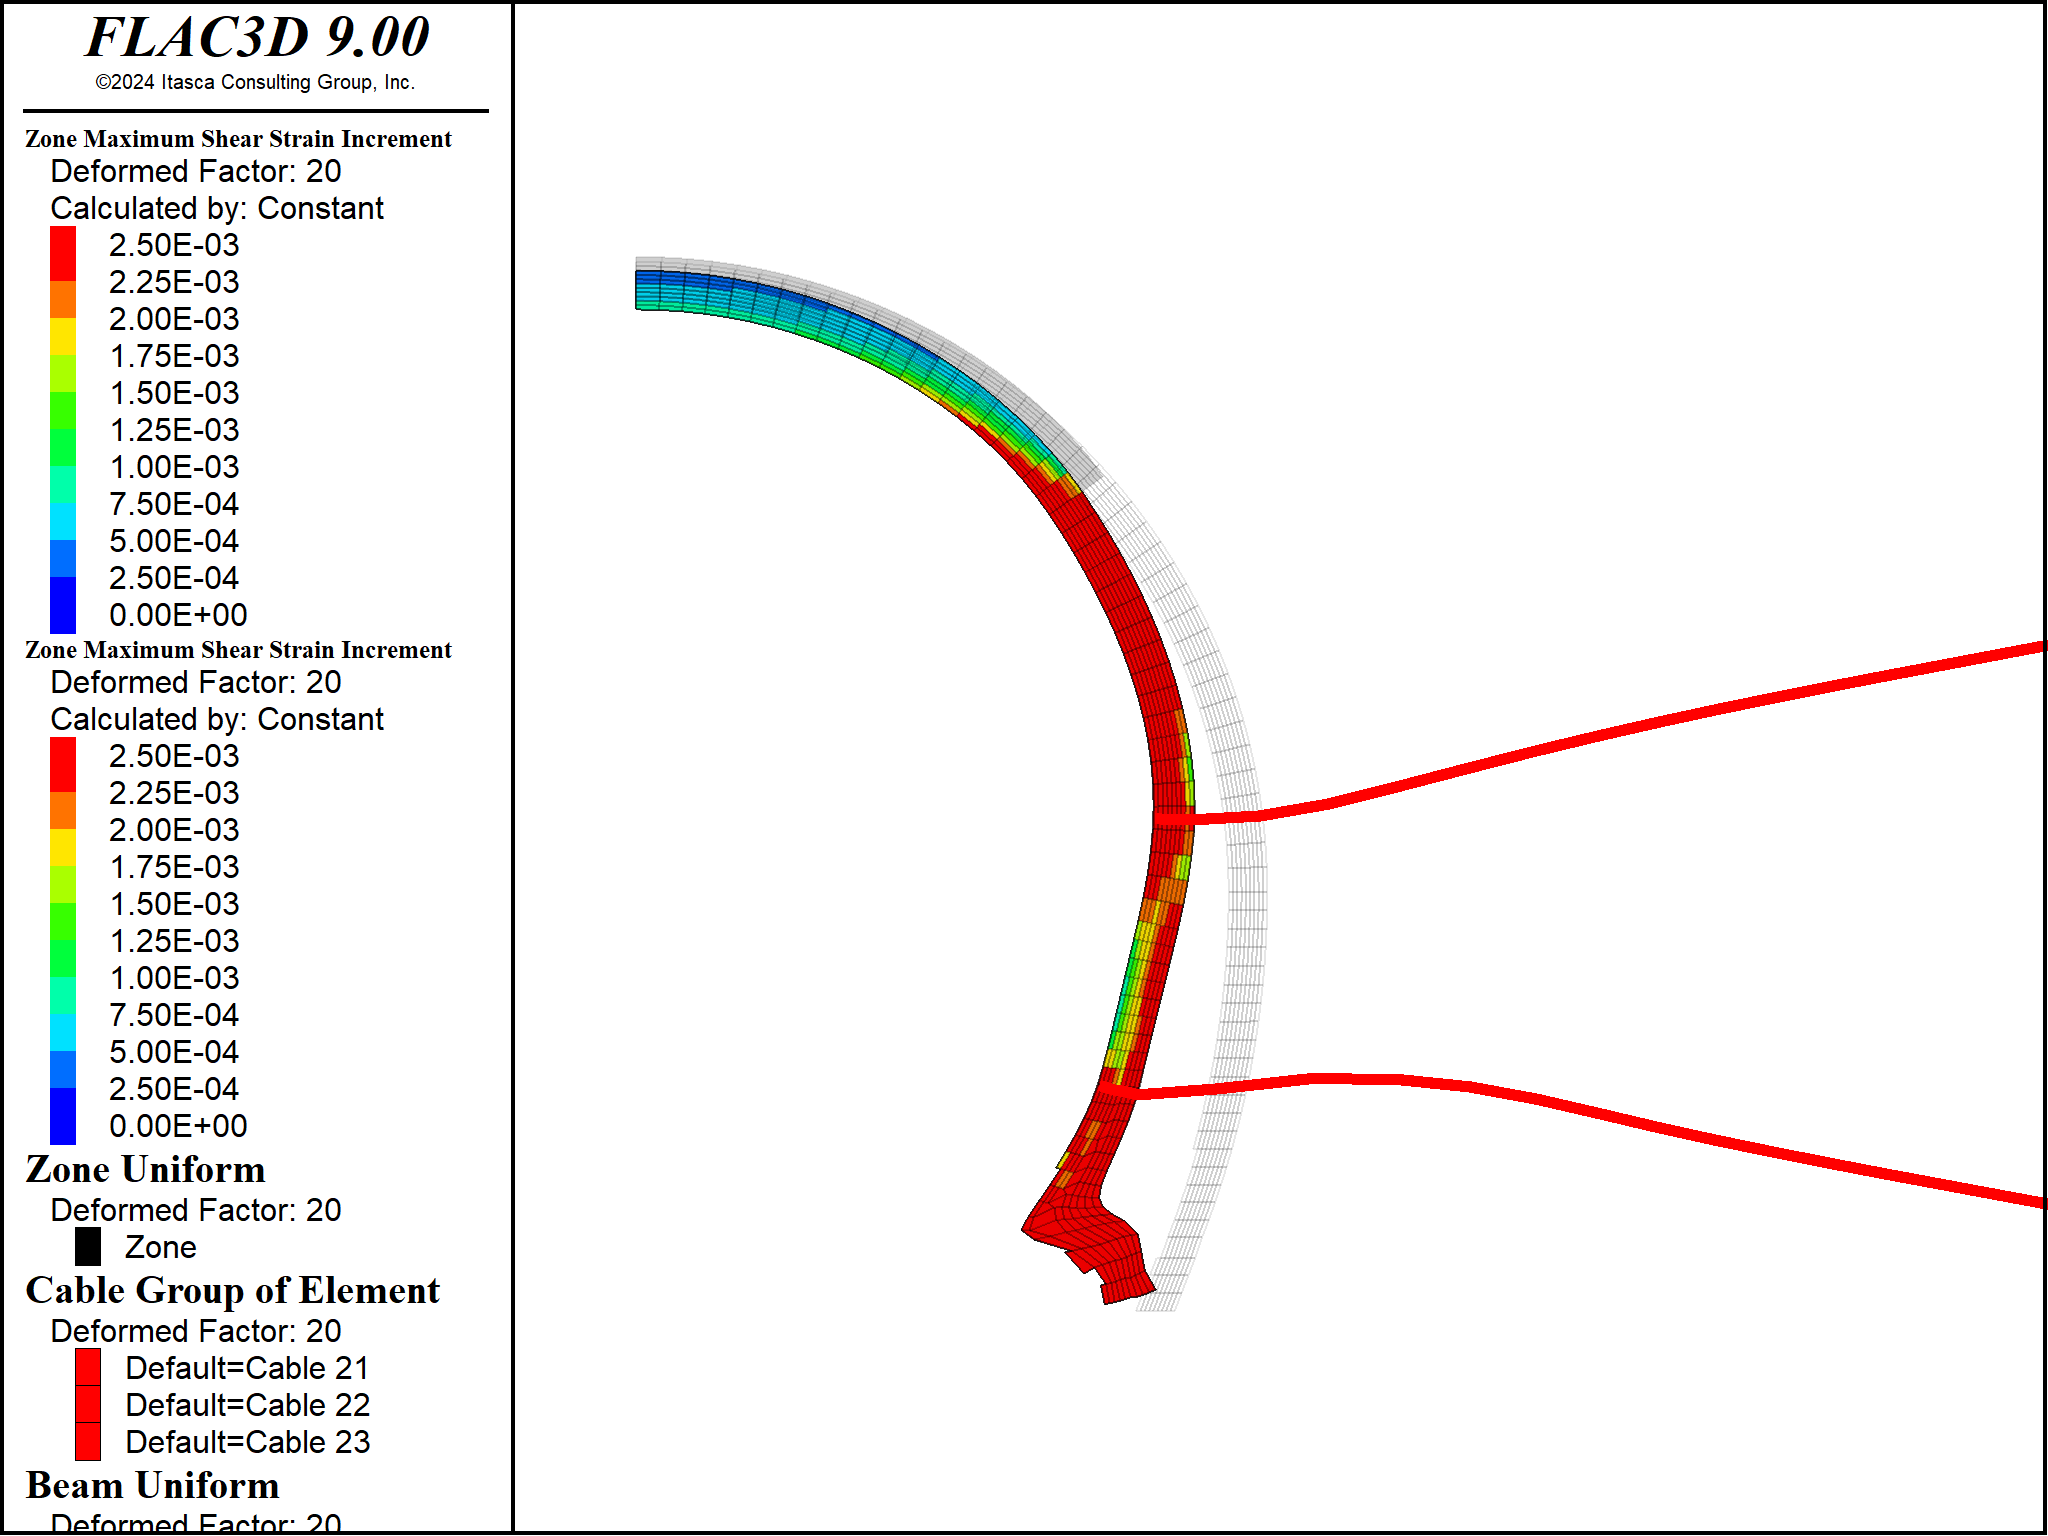 FLAC3D 9.00
©2024 Itasca Consulting Group, Inc.
Zone Maximum Shear Strain Increment
Deformed Factor: 20
Calculated by: Constant
2.50E-03
2.25E-03
2.00E-03
1.75E-03
1.50E-03
1.25E-03
1.00E-03
7.50E-04
5.00E-04
2.50E-04
0.00E+00
Zone Maximum Shear Strain Increment
Deformed Factor: 20
Calculated by: Constant
2.50E-03
2.25E-03
2.00E-03
1.75E-03
1.50E-03
1.25E-03
1.00E-03
7.50E-04
5.00E-04
2.50E-04
0.00E+00
Zone Uniform
Deformed Factor: 20
Zone
Cable Group of Element
Deformed Factor: 20
Default=Cable 21
Default=Cable 22
Default=Cable 23
Beam Uniform
Deformed Factor: 20